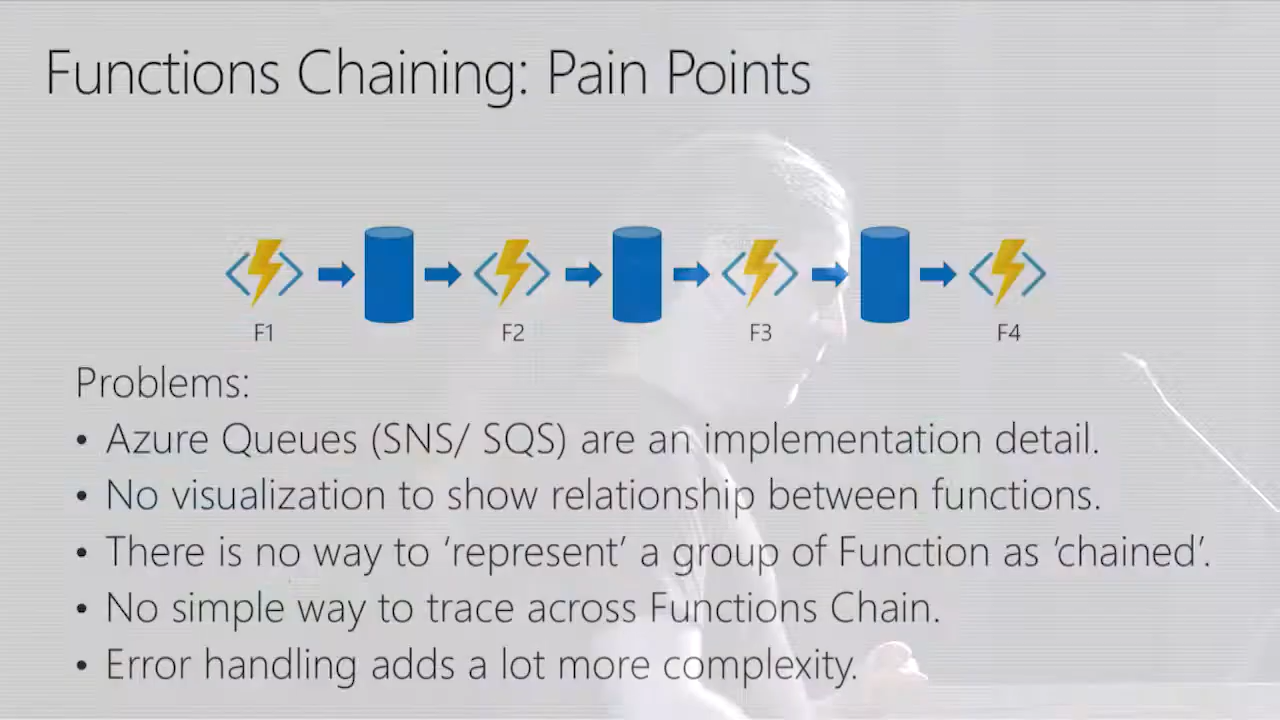 Functions Chaining: Pain Points
F1 F2 F3 F4
Problems:
• Azure Queues (SNS/ SQS) are an implementation detail.
• No visualization to show relationship between functions.
• There is no way to ‘represent’ a group of Function as ‘chained’.
• No simple way to trace across Functions Chain.
• Error handling adds a lot more complexity.